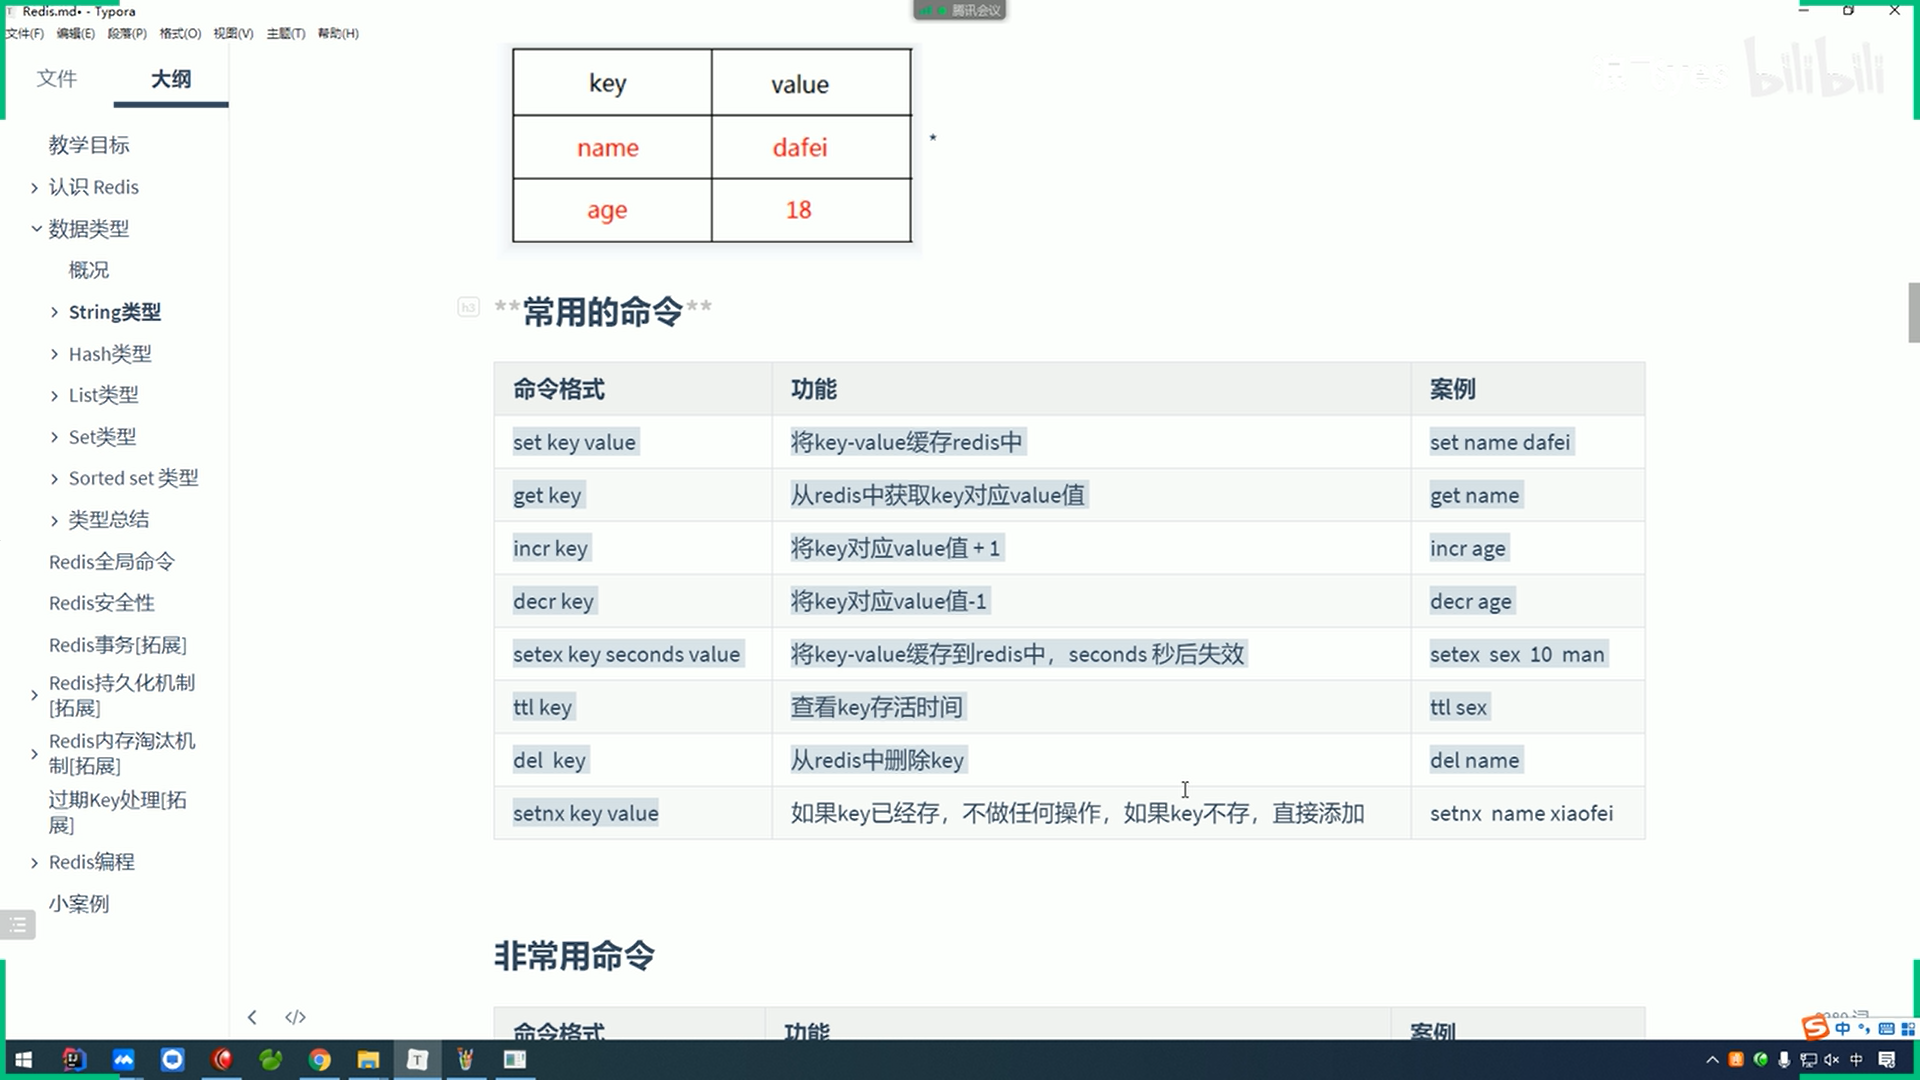 Redis.md• - Typora
腾讯会议
文件(F) 编辑(E) 段落(P) 格式(O) 视图(V) 主题(T) 帮助(H)
bilibili
文件 大纲
教学目标
认识 Redis
数据类型
概况
String类型
Hash类型
List类型
Set类型
Sorted set 类型
类型总结
Redis全局命令
Redis安全性
Redis事务[拓展]
Redis持久化机制
[拓展]
Redis内存淘汰机
制[拓展]
过期Key处理[拓
展]
Redis编程
小案例
key value
name dafei
age 18
*
h3 **常用的命令**
命令格式 功能 案例
set key value 将key-value缓存redis中 set name dafei
get key 从redis中获取key对应value值 get name
incr key 将key对应value值 + 1 incr age
decr key 将key对应value值-1 decr age
setex key seconds value 将key-value缓存到redis中，seconds 秒后失效 setex sex 10 man
ttl key 查看key存活时间 ttl sex
del key 从redis中删除key del name
setnx key value 如果key已经存，不做任何操作，如果key不存，直接添加 setnx name xiaofei
非常用命令
命令格式 功能 案例
</> 
中
中